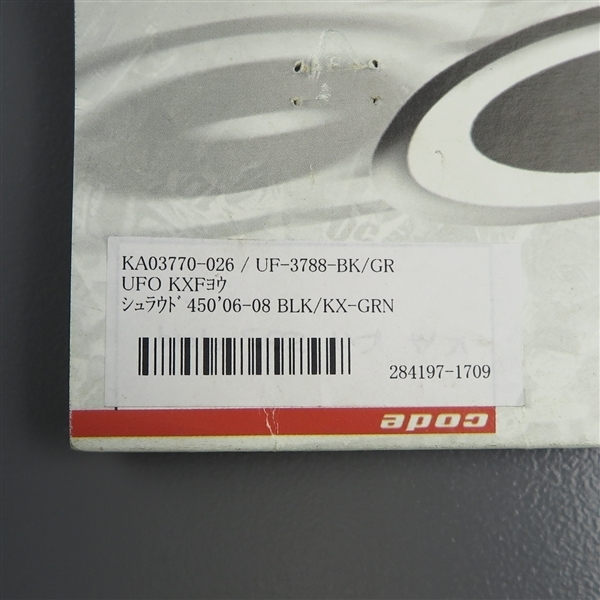 KA03770-026 / UF-3788-BK/GR
UFO KXFﾖｳ
ｼｭﾗｳﾄﾞ 450'06-08 BLK/KX-GRN
284197-1709
code